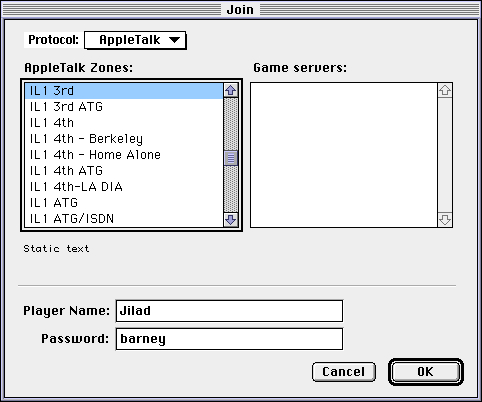 Join
Protocol: AppleTalk
AppleTalk Zones: Game servers:
IL1 3rd
IL1 3rd ATG
IL1 4th
IL1 4th - Berkeley
IL1 4th - Home Alone
IL1 4th ATG
IL1 4th-LA DIA
IL1 ATG
IL1 ATG/ISDN
Static text
Player Name: Jilad
Password: barney
Cancel OK